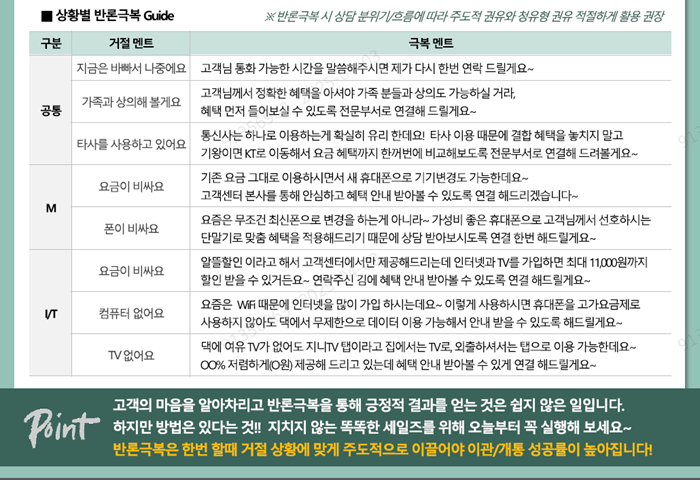 ■ 상황별 반론극복 Guide
※ 반론극복 시 상담 분위기/흐름에 따라 주도적 권유와 청유형 권유 적절하게 활용 권장
구분 거절 멘트 극복 멘트
공통
지금은 바빠서 나중에요
고객님 통화 가능한 시간을 말씀해주시면 제가 다시 한번 연락 드릴게요~
가족과 상의해 볼게요
고객님께서 정확한 혜택을 아셔야 가족 분들과 상의도 가능하실 거라,
혜택 먼저 들어보실 수 있도록 전문부서로 연결해 드릴게요~
타사를 사용하고 있어요
통신사는 하나로 이용하는게 확실히 유리 한데요! 타사 이용 때문에 결합 혜택을 놓치지 말고
기왕이면 KT로 이동해서 요금 혜택까지 한꺼번에 비교해보도록 전문부서로 연결해 드려볼게요~
M
요금이 비싸요
기존 요금 그대로 이용하시면서 새 휴대폰으로 기기변경도 가능한데요~
고객센터 본사를 통해 안심하고 혜택 안내 받아볼 수 있도록 연결 해드리겠습니다~
폰이 비싸요
요즘은 무조건 최신폰으로 변경을 하는게 아니라~ 가성비 좋은 휴대폰으로 고객님께서 선호하시는
단말기로 맞춤 혜택을 적용해드리기 때문에 상담 받아보시도록 연결 한번 해드릴게요~
I/T
요금이 비싸요
알뜰할인 이라고 해서 고객센터에서만 제공해드리는데 인터넷과 TV를 가입하면 최대 11,000원까지
할인 받을 수 있거든요~ 연락주신 김에 혜택 안내 받아볼 수 있도록 연결 해드릴게요~
컴퓨터 없어요
요즘은 WiFi 때문에 인터넷을 많이 가입 하시는데요~ 이렇게 사용하시면 휴대폰을 고가요금제로
사용하지 않아도 댁에서 무제한으로 데이터 이용 가능해서 안내 받을 수 있도록 해드릴게요~
TV 없어요
댁에 여유 TV가 없어도 지니TV 탭이라고 집에서는 TV로, 외출하셔서는 탭으로 이용 가능한데요~
OO% 저렴하게(O원) 제공해 드리고 있는데 혜택 안내 받아볼 수 있게 연결 해드릴게요~
Point
고객의 마음을 알아차리고 반론극복을 통해 긍정적 결과를 얻는 것은 쉽지 않은 일입니다.
하지만 방법은 있다는 것!! 지치지 않는 똑똑한 세일즈를 위해 오늘부터 꼭 실행해 보세요~
반론극복은 한번 할때 거절 상황에 맞게 주도적으로 이끌어야 이관/개통 성공률이 높아집니다!